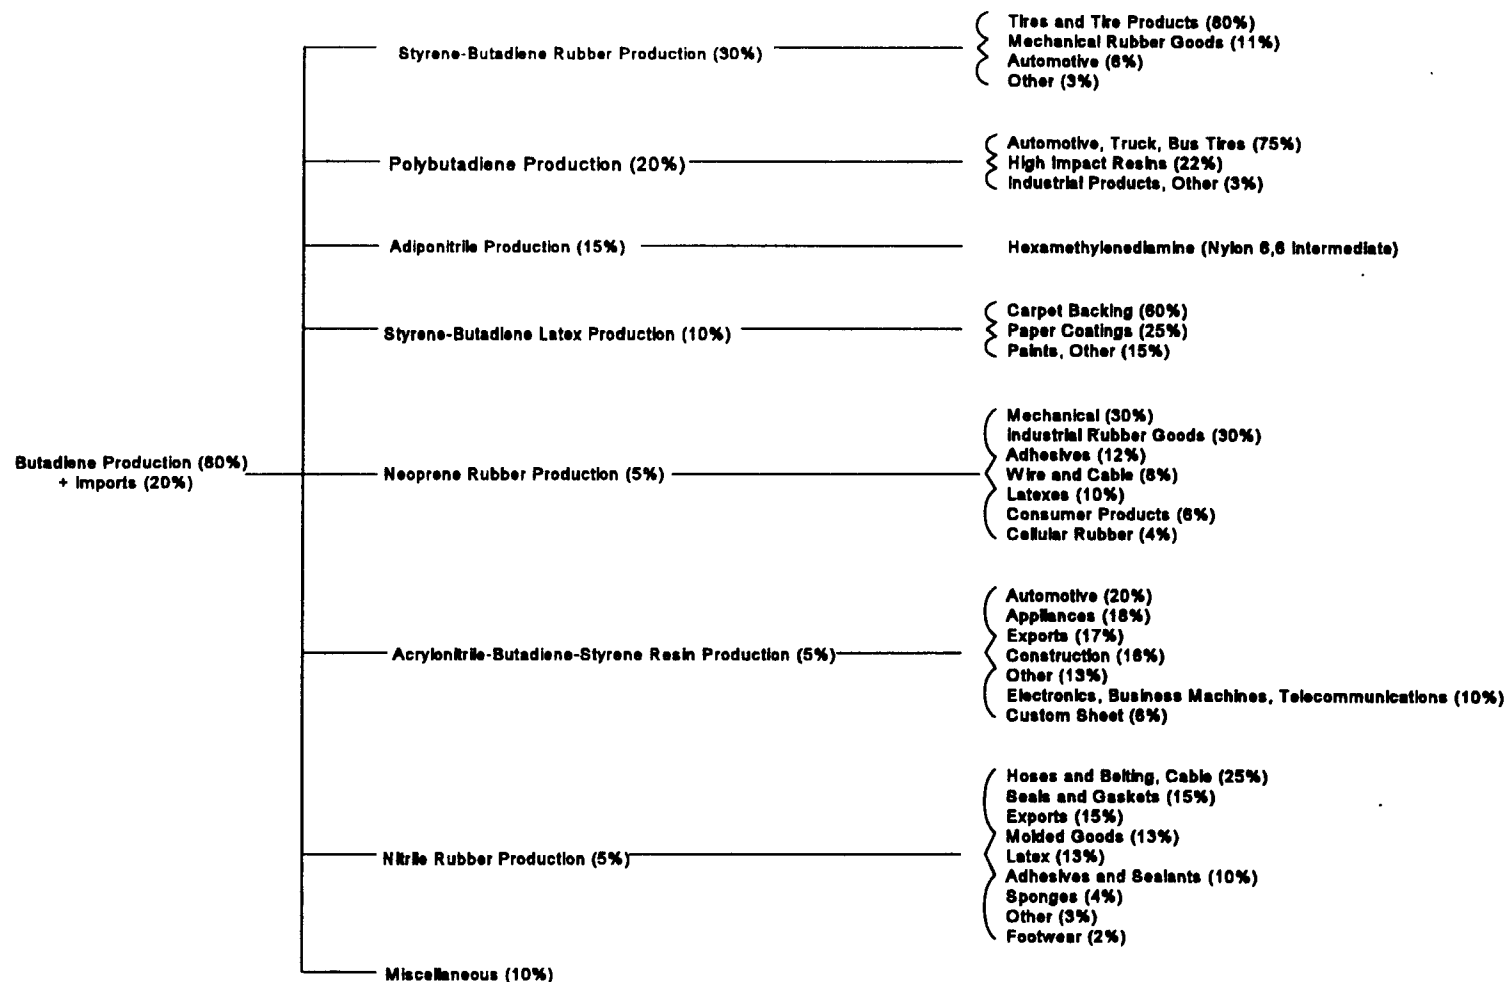 Styrene-Butadiene Rubber Production (30%)
Tires and Tire Products (80%)
Mechanical Rubber Goods (11%)
Automotive (6%)
Other (3%)
Polybutadiene Production (20%)
Automotive, Truck, Bus Tires (75%)
High Impact Resins (22%)
Industrial Products, Other (3%)
Adiponitrile Production (15%)
Hexamethylenediamine (Nylon 6,6 Intermediate)
Styrene-Butadiene Latex Production (10%)
Carpet Backing (60%)
Paper Coatings (25%)
Paints, Other (15%)
Butadiene Production (80%)
+ Imports (20%)
Neoprene Rubber Production (5%)
Mechanical (30%)
Industrial Rubber Goods (30%)
Adhesives (12%)
Wire and Cable (8%)
Latexes (10%)
Consumer Products (6%)
Cellular Rubber (4%)
Acrylonitrile-Butadiene-Styrene Resin Production (5%)
Automotive (20%)
Appliances (18%)
Exports (17%)
Construction (16%)
Other (13%)
Electronics, Business Machines, Telecommunications (10%)
Custom Sheet (6%)
Nitrile Rubber Production (5%)
Hoses and Belting, Cable (25%)
Seals and Gaskets (15%)
Exports (15%)
Molded Goods (13%)
Latex (13%)
Adhesives and Sealants (10%)
Sponges (4%)
Other (3%)
Footwear (2%)
Miscellaneous (10%)